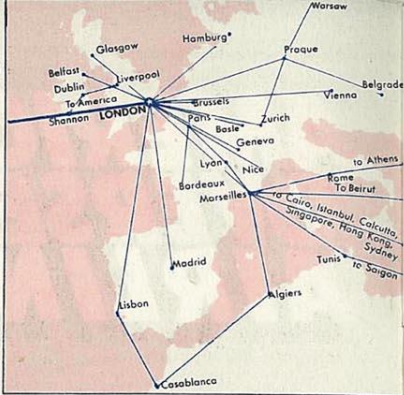 Warsaw
Glasgow
Hamburg
Praque
Belfast
Liverpool
Dublin
Belgrade
To America
Brussels
Vienna
Shannon
LONDON
Paris
Basle
Zurich
Geneva
Lyon
Nice
to Athens
Rome
Bordeaux
To Beirut
Marseilles
to Cairo, Istanbul, Calcutta,
Singapore, Hong Kong,
Sydney
Tunis
to Saigon
Madrid
Algiers
Lisbon
Casablanca